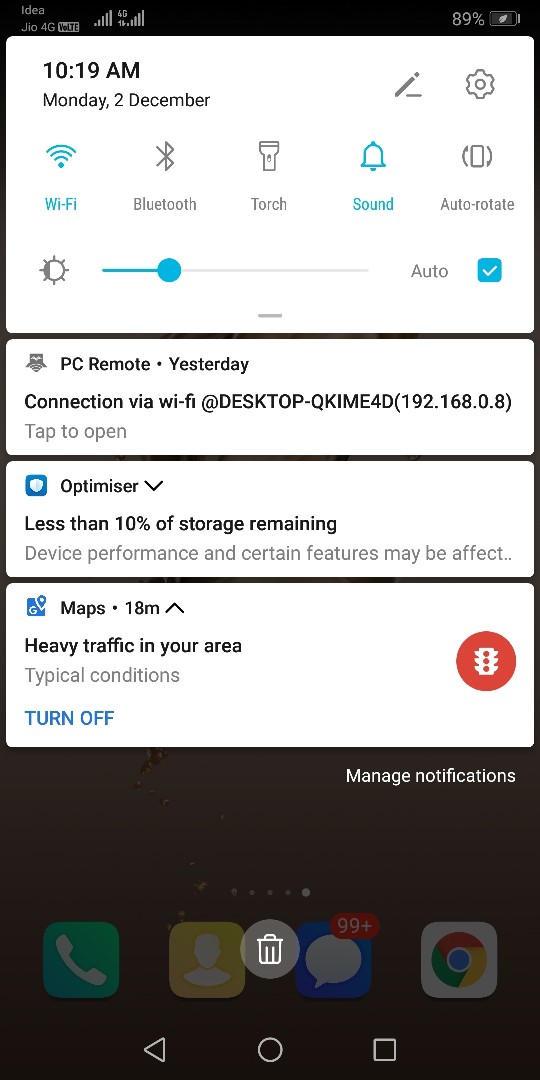 Idea
Jio 4G VoLTE
4G
89%
10:19 AM
Monday, 2 December
Wi-Fi
Bluetooth
Torch
Sound
Auto-rotate
Auto
PC Remote • Yesterday
Connection via wi-fi @DESKTOP-QKIME4D(192.168.0.8)
Tap to open
Optimiser
Less than 10% of storage remaining
Device performance and certain features may be affect..
Maps • 18m
Heavy traffic in your area
Typical conditions
TURN OFF
Manage notifications
99+